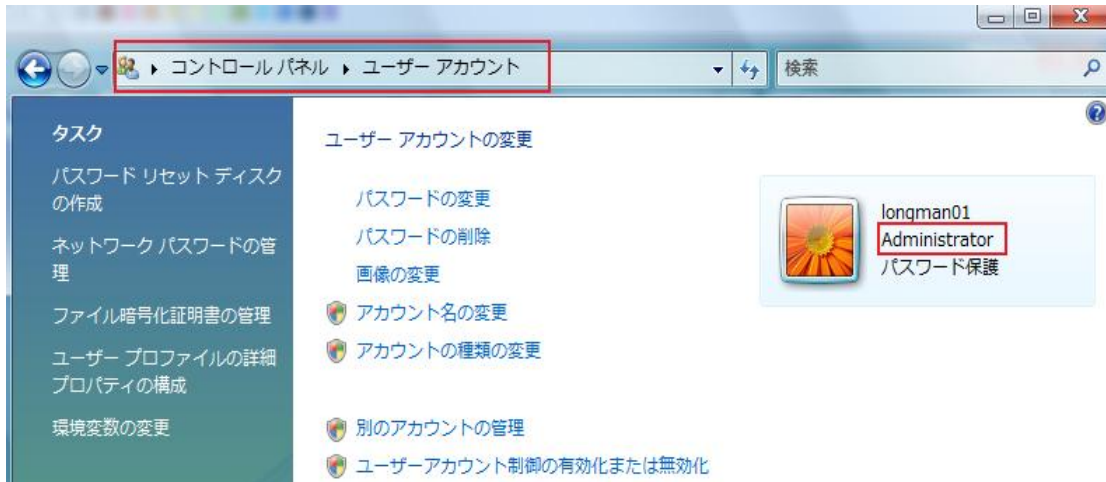 コントロール パネル ▸ ユーザー アカウント
検索
タスク
パスワード リセット ディスク
の作成
ネットワーク パスワードの管
理
ファイル暗号化証明書の管理
ユーザー プロファイルの詳細
プロパティの構成
環境変数の変更
ユーザー アカウントの変更
パスワードの変更
パスワードの削除
画像の変更
アカウント名の変更
アカウントの種類の変更
別のアカウントの管理
ユーザーアカウント制御の有効化または無効化
longman01
Administrator
パスワード保護